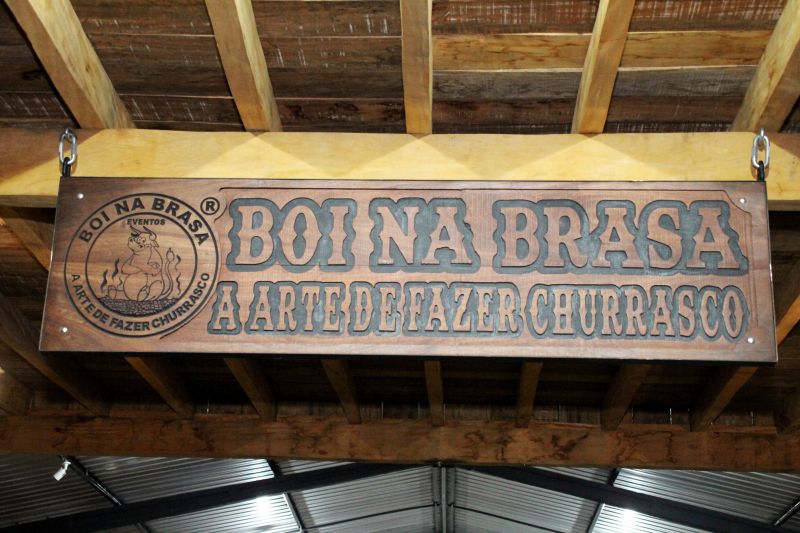 BOI NA BRASA ®
EVENTOS
A ARTE DE FAZER CHURRASCO
BOI NA BRASA
A ARTE DE FAZER CHURRASCO